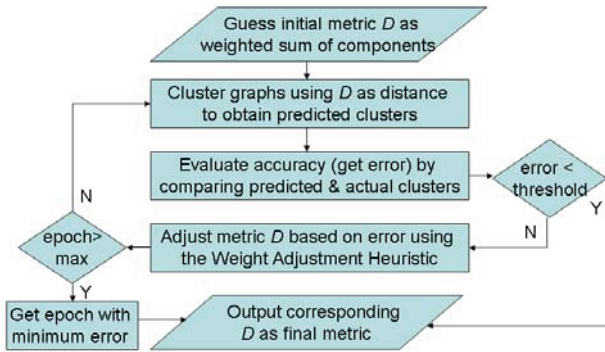 Guess initial metric D as
weighted sum of components
Cluster graphs using D as distance
to obtain predicted clusters
Evaluate accuracy (get error) by
comparing predicted & actual clusters
error <
threshold
Y
N
N
Adjust metric D based on error using
the Weight Adjustment Heuristic
epoch>
max
Y
Get epoch with
minimum error
Output corresponding
D as final metric